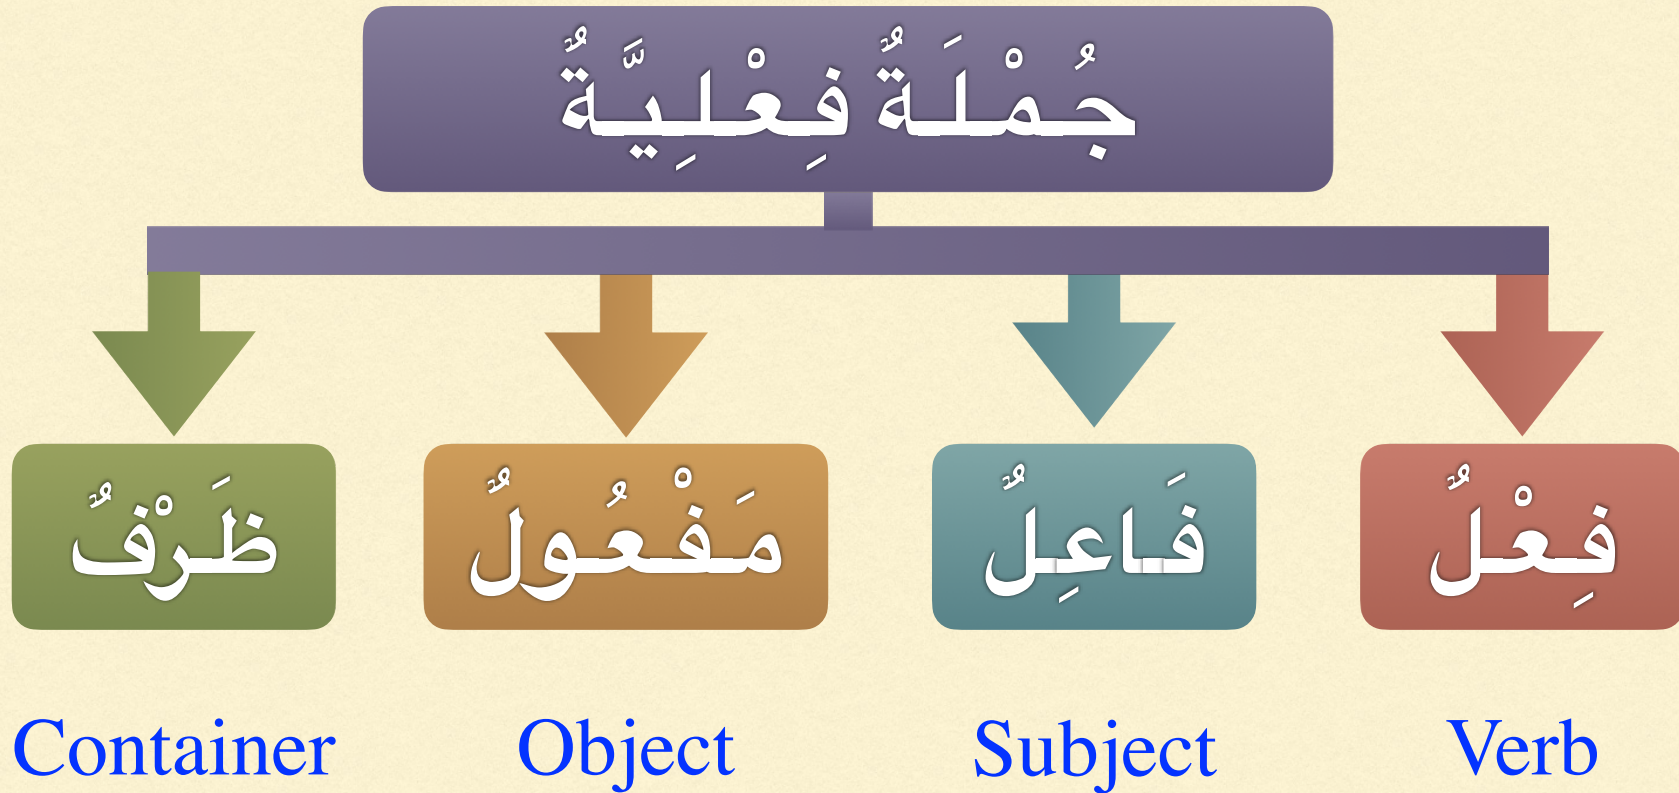 جُمْلَةٌ فِعْلِيَّةٌ
فِعْلٌ فَاعِلٌ مَفْعُولٌ ظَرْفٌ
Container Object Subject Verb